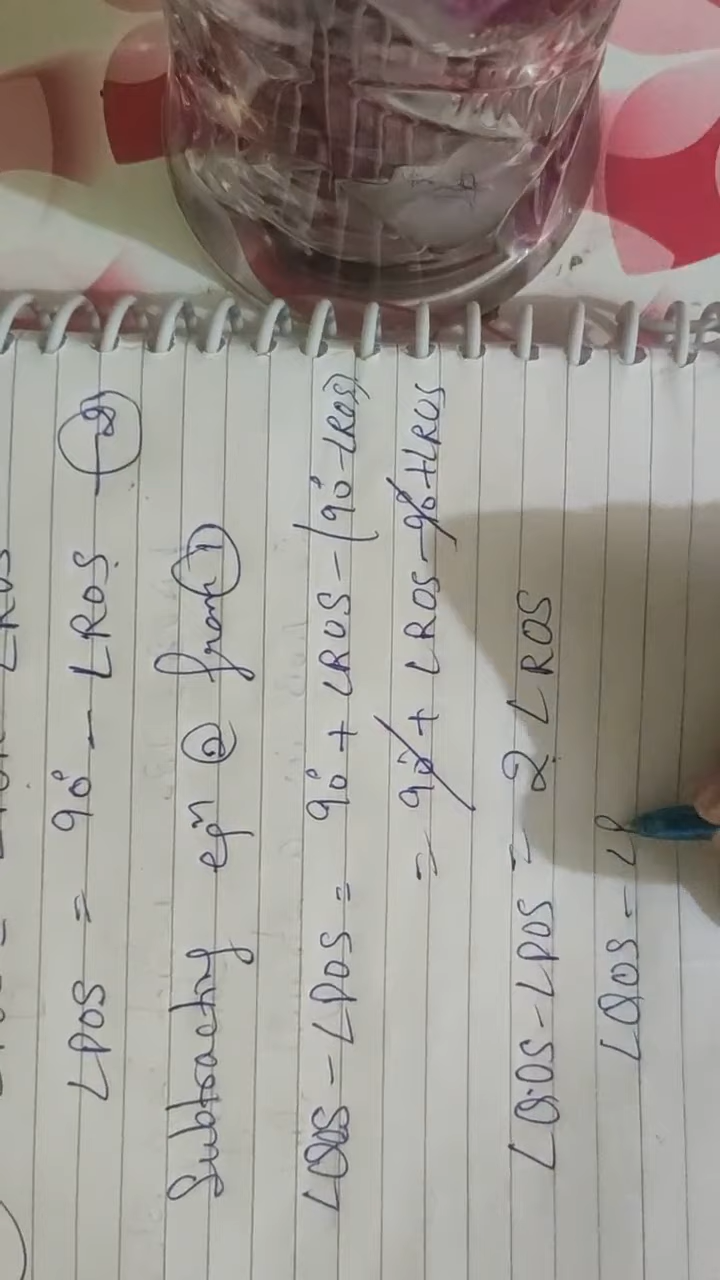 ∠ROS
∠POS = 90° - ∠ROS - ②
Subtracting eqn ② from ①
∠QOS - ∠POS = 90° + ∠ROS - (90° - ∠ROS)
= 90° + ∠ROS - 90° + ∠ROS
∠QOS - ∠POS = 2 ∠ROS
∠QOS - ∠P